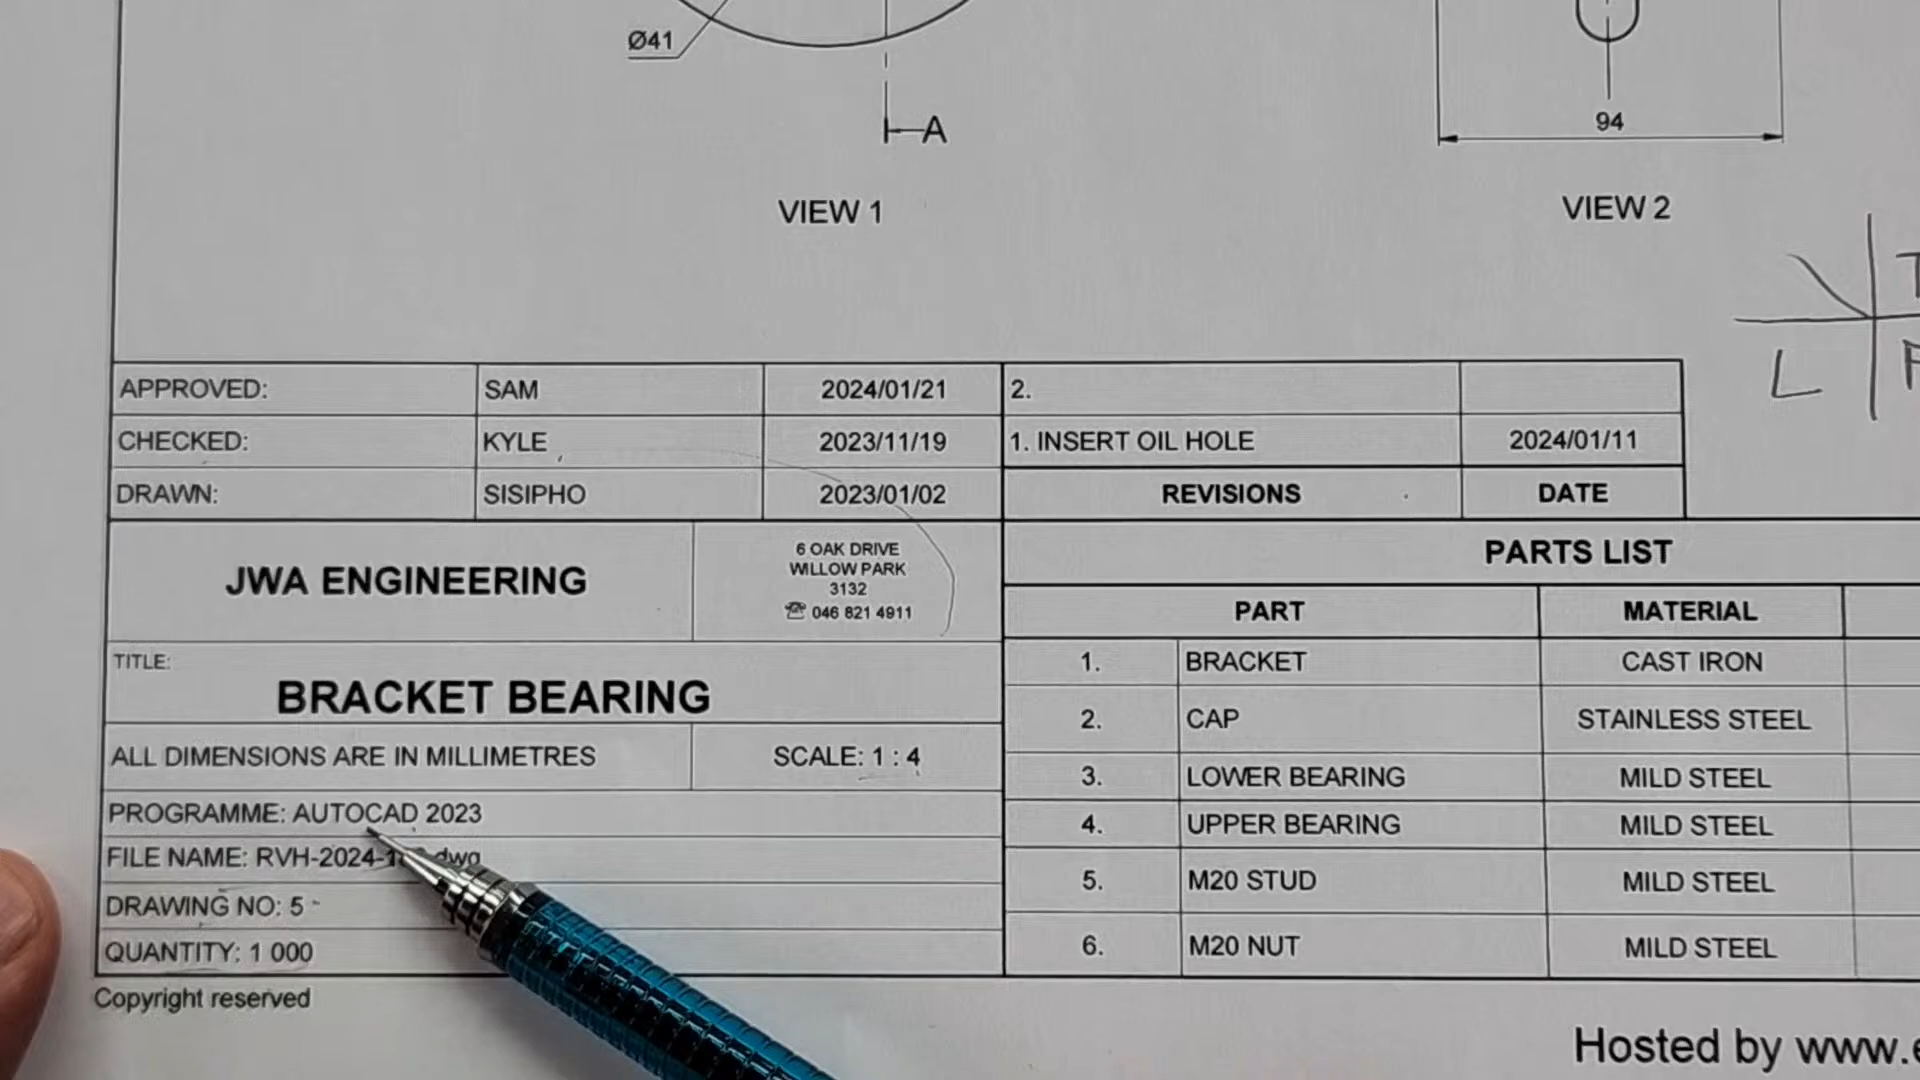 Ø41
A
94
VIEW 1
VIEW 2
L
APPROVED: SAM 2024/01/21 2.
CHECKED: KYLE 2023/11/19 1. INSERT OIL HOLE 2024/01/11
DRAWN: SISIPHO 2023/01/02 REVISIONS DATE
JWA ENGINEERING
6 OAK DRIVE
WILLOW PARK
3132
☎ 046 821 4911
TITLE:
BRACKET BEARING
ALL DIMENSIONS ARE IN MILLIMETRES SCALE: 1 : 4
PROGRAMME: AUTOCAD 2023
FILE NAME:
DRAWING NO: 5
QUANTITY: 1 000
Copyright reserved
PARTS LIST
PART MATERIAL
1. BRACKET CAST IRON
2. CAP STAINLESS STEEL
3. LOWER BEARING MILD STEEL
4. UPPER BEARING MILD STEEL
5. M20 STUD MILD STEEL
6. M20 NUT MILD STEEL
Hosted by